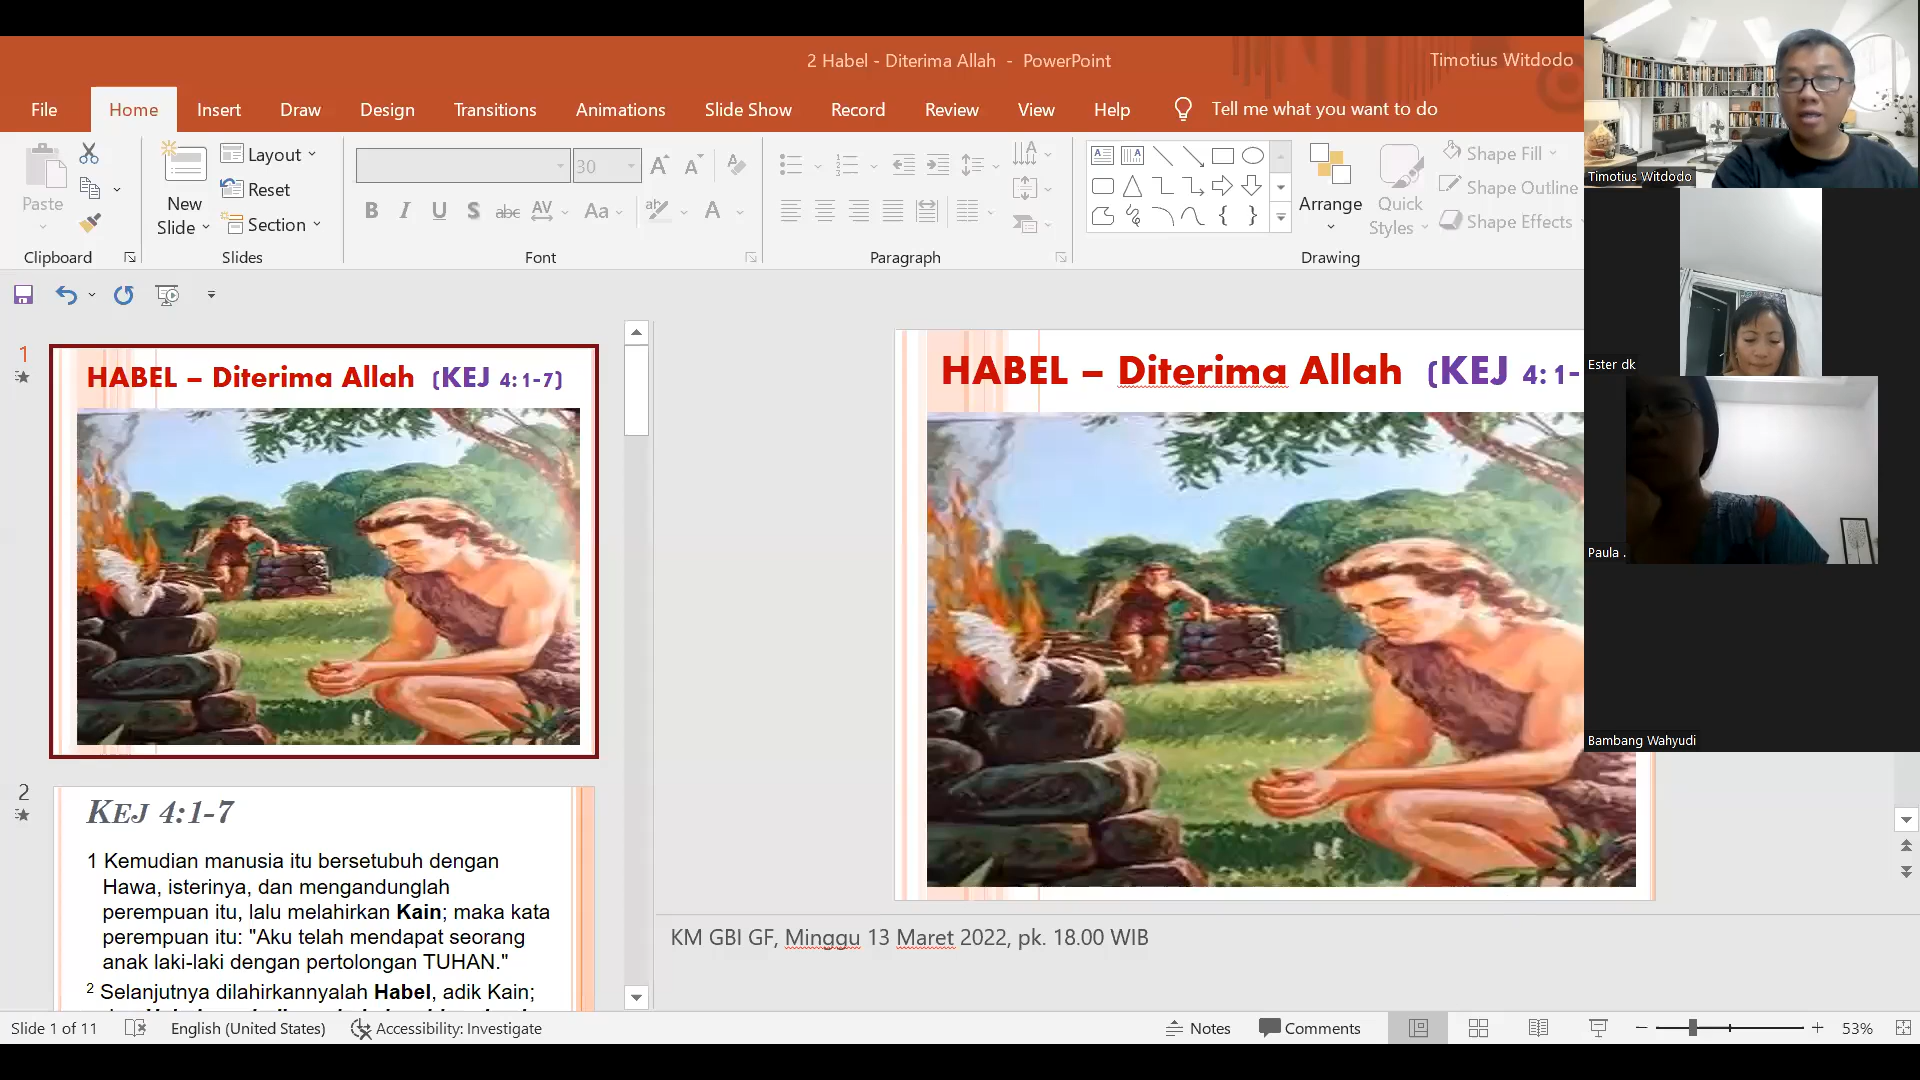 2 Habel - Diterima Allah - PowerPoint
Timotius Witdodo
File Home Insert Draw Design Transitions Animations Slide Show Record Review View Help Tell me what you want to do
Paste
New Slide
Layout
Reset
Section
30
B I U S abc AV Aa A
Arrange
Quick Styles
Shape Fill
Shape Outline
Shape Effects
Clipboard Slides Font Paragraph Drawing
1
HABEL – Diterima Allah (KEJ 4: 1-7)
2
KEJ 4:1-7
1 Kemudian manusia itu bersetubuh dengan
Hawa, isterinya, dan mengandunglah
perempuan itu, lalu melahirkan Kain; maka kata
perempuan itu: "Aku telah mendapat seorang
anak laki-laki dengan pertolongan TUHAN."
2 Selanjutnya dilahirkannyalah Habel, adik Kain;
HABEL – Diterima Allah (KEJ 4: 1-
KM GBI GF, Minggu 13 Maret 2022, pk. 18.00 WIB
Timotius Witdodo
Ester dk
Paula .
Bambang Wahyudi
Slide 1 of 11 English (United States) Accessibility: Investigate Notes Comments 53%